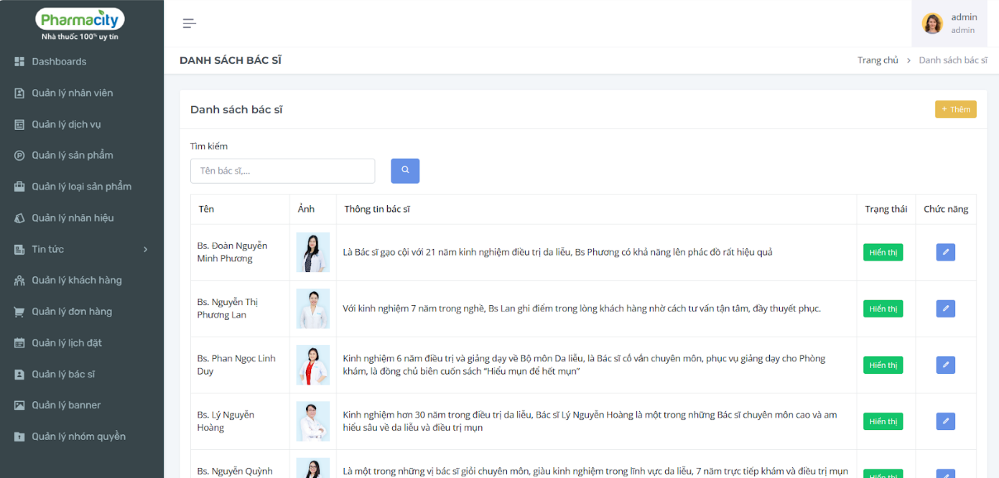 Pharmacity
Nhà thuốc 100% uy tín
Dashboards
Quản lý nhân viên
Quản lý dịch vụ
Quản lý sản phẩm
Quản lý loại sản phẩm
Quản lý nhãn hiệu
Tin tức
Quản lý khách hàng
Quản lý đơn hàng
Quản lý lịch đặt
Quản lý bác sĩ
Quản lý banner
Quản lý nhóm quyền
admin
admin
DANH SÁCH BÁC SĨ
Trang chủ > Danh sách bác sĩ
Danh sách bác sĩ
+ Thêm
Tìm kiếm
Tên bác sĩ,...
Tên Ảnh Thông tin bác sĩ Trạng thái Chức năng
Bs. Đoàn Nguyễn
Minh Phương
Là Bác sĩ gạo cội với 21 năm kinh nghiệm điều trị da liễu, Bs Phương có khả năng lên phác đồ rất hiệu quả
Hiển thị
Bs. Nguyễn Thị
Phương Lan
Với kinh nghiệm 7 năm trong nghề, Bs Lan ghi điểm trong lòng khách hàng nhờ cách tư vấn tận tâm, đầy thuyết phục.
Hiển thị
Bs. Phan Ngọc Linh
Duy
Kinh nghiệm 6 năm điều trị và giảng dạy về Bộ môn Da liễu, là Bác sĩ cố vấn chuyên môn, phục vụ giảng dạy cho Phòng
khám, là đồng chủ biên cuốn sách “Hiểu mụn để hết mụn”
Hiển thị
Bs. Lý Nguyễn
Hoàng
Kinh nghiệm hơn 30 năm trong điều trị da liễu, Bác sĩ Lý Nguyễn Hoàng là một trong những Bác sĩ chuyên môn cao và am
hiểu sâu về da liễu và điều trị mụn
Hiển thị
Bs. Nguyễn Quỳnh
Là một trong những vị bác sĩ giỏi chuyên môn, giàu kinh nghiệm trong lĩnh vực da liễu, 7 năm trực tiếp khám và điều trị mụn
Hiển thị